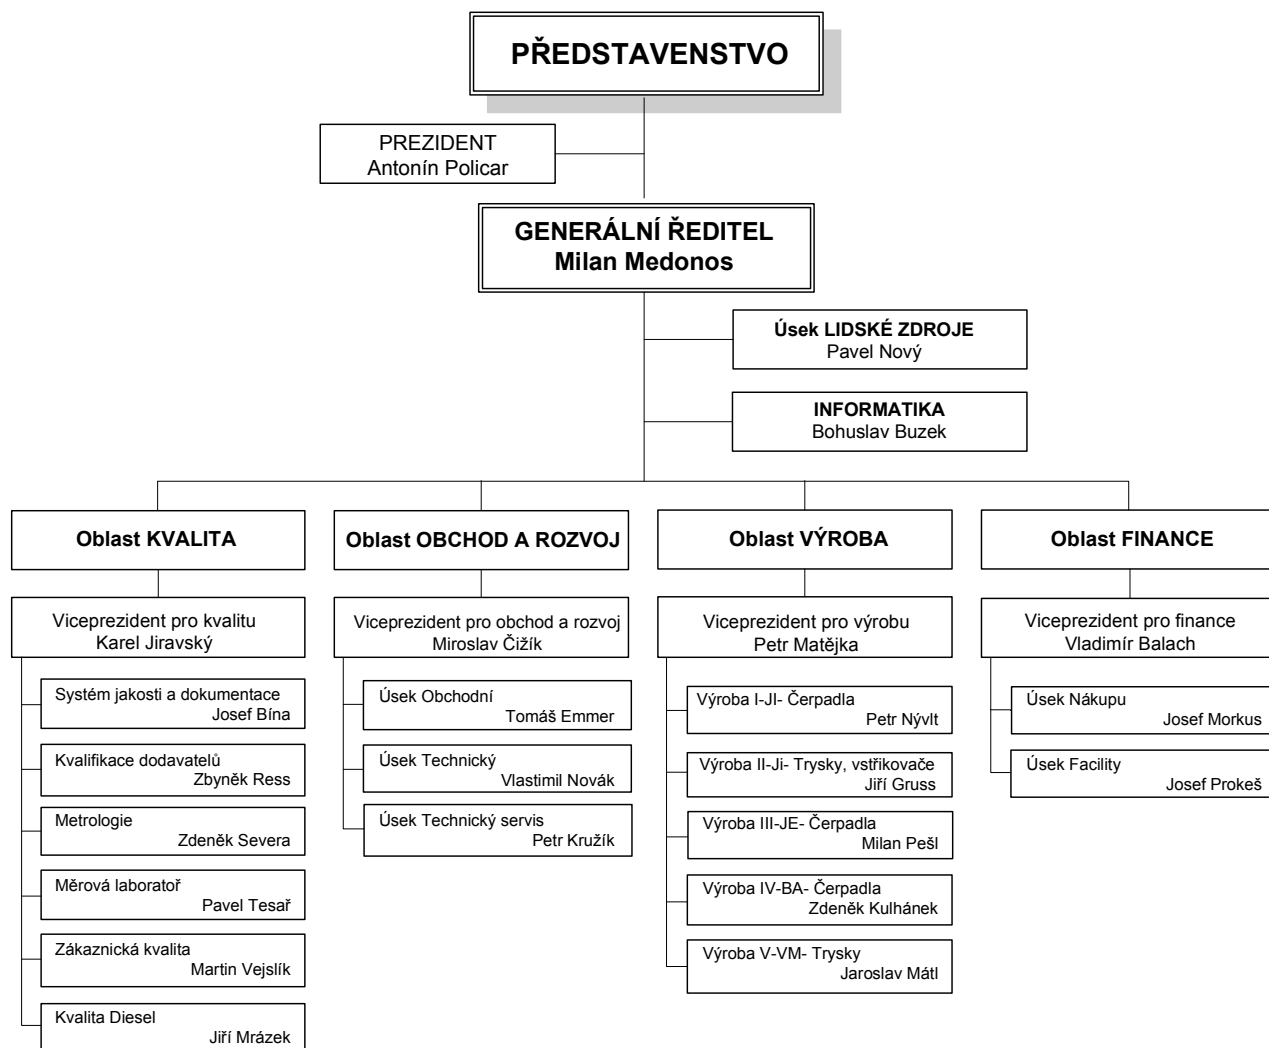 PŘEDSTAVENSTVO
PREZIDENT
Antonín Policar
GENERÁLNÍ ŘEDITEL
Milan Medonos
Úsek LIDSKÉ ZDROJE
Pavel Nový
INFORMATIKA
Bohuslav Buzek
Oblast KVALITA
Viceprezident pro kvalitu
Karel Jiravský
Systém jakosti a dokumentace
Josef Bína
Kvalifikace dodavatelů
Zbyněk Ress
Metrologie
Zdeněk Severa
Měrová laboratoř
Pavel Tesař
Zákaznická kvalita
Martin Vejslík
Kvalita Diesel
Jiří Mrázek
Oblast OBCHOD A ROZVOJ
Viceprezident pro obchod a rozvoj
Miroslav Čižík
Úsek Obchodní
Tomáš Emmer
Úsek Technický
Vlastimil Novák
Úsek Technický servis
Petr Kružík
Oblast VÝROBA
Viceprezident pro výrobu
Petr Matějka
Výroba I-JI- Čerpadla
Petr Nývlt
Výroba II-Ji- Trysky, vstřikovače
Jiří Gruss
Výroba III-JE- Čerpadla
Milan Pešl
Výroba IV-BA- Čerpadla
Zdeněk Kulhánek
Výroba V-VM- Trysky
Jaroslav Mátl
Oblast FINANCE
Viceprezident pro finance
Vladimír Balach
Úsek Nákupu
Josef Morkus
Úsek Facility
Josef Prokeš